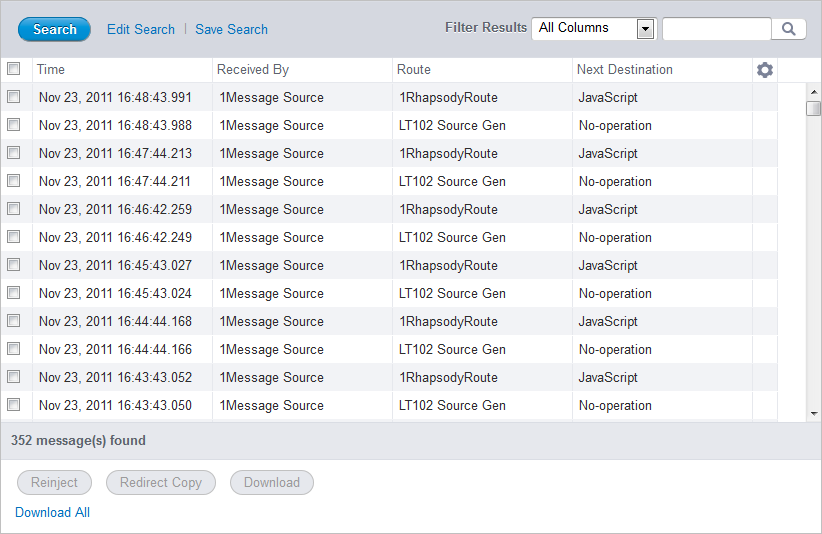 Search Edit Search | Save Search Filter Results All Columns
Time Received By Route Next Destination
Nov 23, 2011 16:48:43.991 1Message Source 1RhapsodyRoute JavaScript
Nov 23, 2011 16:48:43.988 1Message Source LT102 Source Gen No-operation
Nov 23, 2011 16:47:44.213 1Message Source 1RhapsodyRoute JavaScript
Nov 23, 2011 16:47:44.211 1Message Source LT102 Source Gen No-operation
Nov 23, 2011 16:46:42.259 1Message Source 1RhapsodyRoute JavaScript
Nov 23, 2011 16:46:42.249 1Message Source LT102 Source Gen No-operation
Nov 23, 2011 16:45:43.027 1Message Source 1RhapsodyRoute JavaScript
Nov 23, 2011 16:45:43.024 1Message Source LT102 Source Gen No-operation
Nov 23, 2011 16:44:44.168 1Message Source 1RhapsodyRoute JavaScript
Nov 23, 2011 16:44:44.166 1Message Source LT102 Source Gen No-operation
Nov 23, 2011 16:43:43.052 1Message Source 1RhapsodyRoute JavaScript
Nov 23, 2011 16:43:43.050 1Message Source LT102 Source Gen No-operation
352 message(s) found
Reinject Redirect Copy Download
Download All